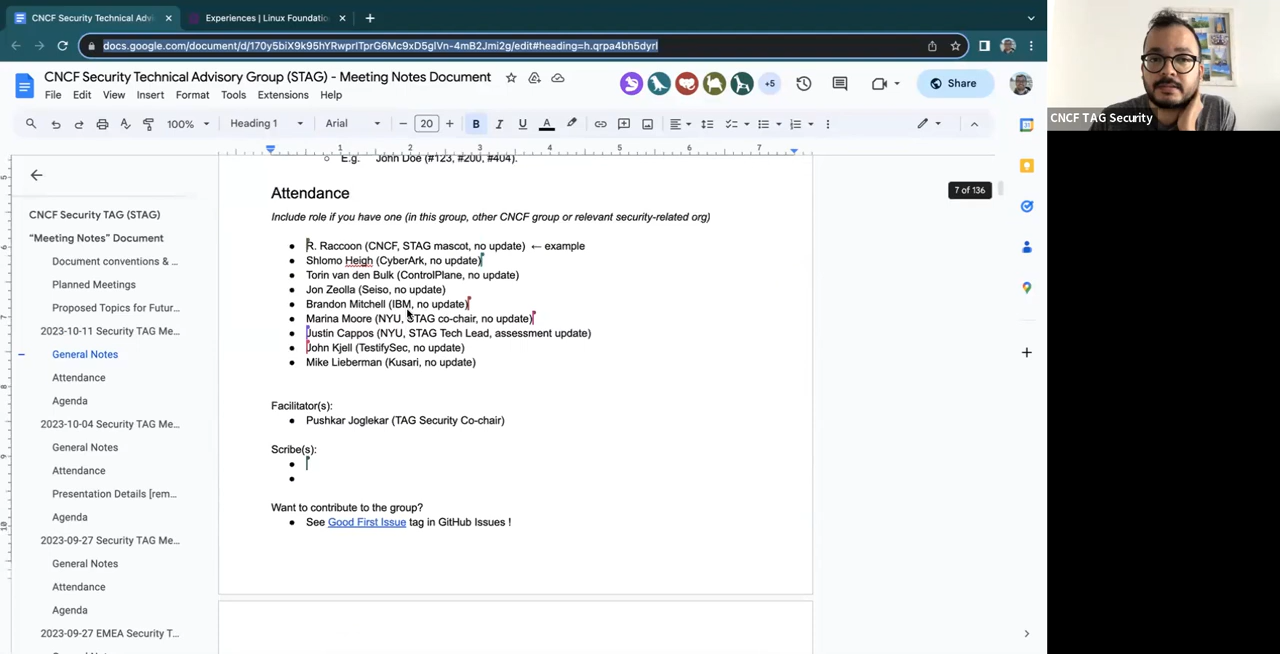 CNCF Security Technical Advi
Experiences | Linux Foundatio
docs.google.com/document/d/170y5biX9k95hYRwprITprG6Mc9xD5gIVn-4mB2Jmi2g/edit#heading=h.qrpa4bh5dyrl
CNCF Security Technical Advisory Group (STAG) - Meeting Notes Document
File Edit View Insert Format Tools Extensions Help
+5
Share
100% Heading 1 Arial 20 B I U A
CNCF TAG Security
1 2 3 4 5 6 7
E.g. John Doe (#123, #200, #404).
7 of 136
Attendance
Include role if you have one (in this group, other CNCF group or relevant security-related org)
R. Raccoon (CNCF, STAG mascot, no update) ← example
Shlomo Heigh (CyberArk, no update)
Torin van den Bulk (ControlPlane, no update)
Jon Zeolla (Seiso, no update)
Brandon Mitchell (IBM, no update)
Marina Moore (NYU, STAG co-chair, no update)
Justin Cappos (NYU, STAG Tech Lead, assessment update)
John Kjell (TestifySec, no update)
Mike Lieberman (Kusari, no update)
Facilitator(s):
Pushkar Joglekar (TAG Security Co-chair)
Scribe(s):
Want to contribute to the group?
See Good First Issue tag in GitHub Issues !
CNCF Security TAG (STAG)
“Meeting Notes” Document
Document conventions & ...
Planned Meetings
Proposed Topics for Futur...
2023-10-11 Security TAG Me...
General Notes
Attendance
Agenda
2023-10-04 Security TAG Me...
General Notes
Attendance
Presentation Details [rem...
Agenda
2023-09-27 Security TAG Me...
General Notes
Attendance
Agenda
2023-09-27 EMEA Security T...